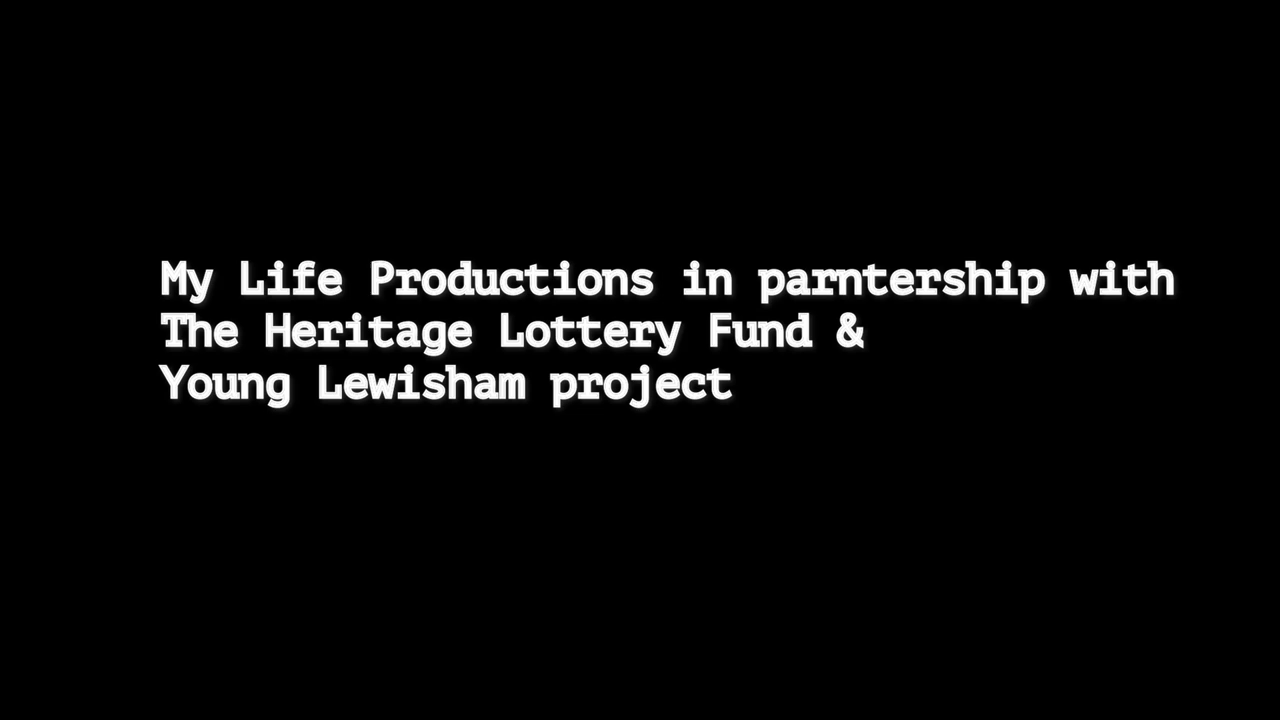 My Life Productions in parntership with
The Heritage Lottery Fund &
Young Lewisham project